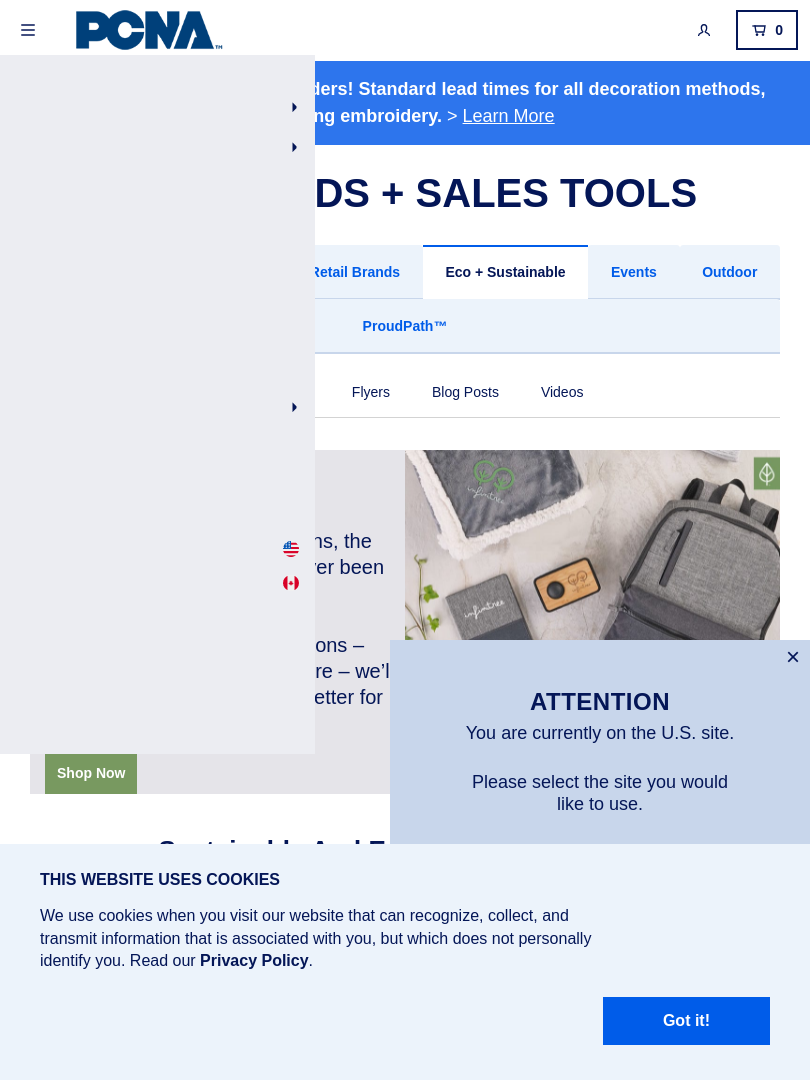 PCNA™
0
ders! Standard lead times for all decoration methods,
ng embroidery. > Learn More
DS + SALES TOOLS
Retail Brands
Eco + Sustainable
Events
Outdoor
ProudPath™
Flyers
Blog Posts
Videos
ns, the
ver been
ons –
re – we'l
etter for
infinitree
infinitree
Shop Now
×
ATTENTION
You are currently on the U.S. site.
Please select the site you would
like to use.
THIS WEBSITE USES COOKIES
We use cookies when you visit our website that can recognize, collect, and
transmit information that is associated with you, but which does not personally
identify you. Read our Privacy Policy.
Got it!